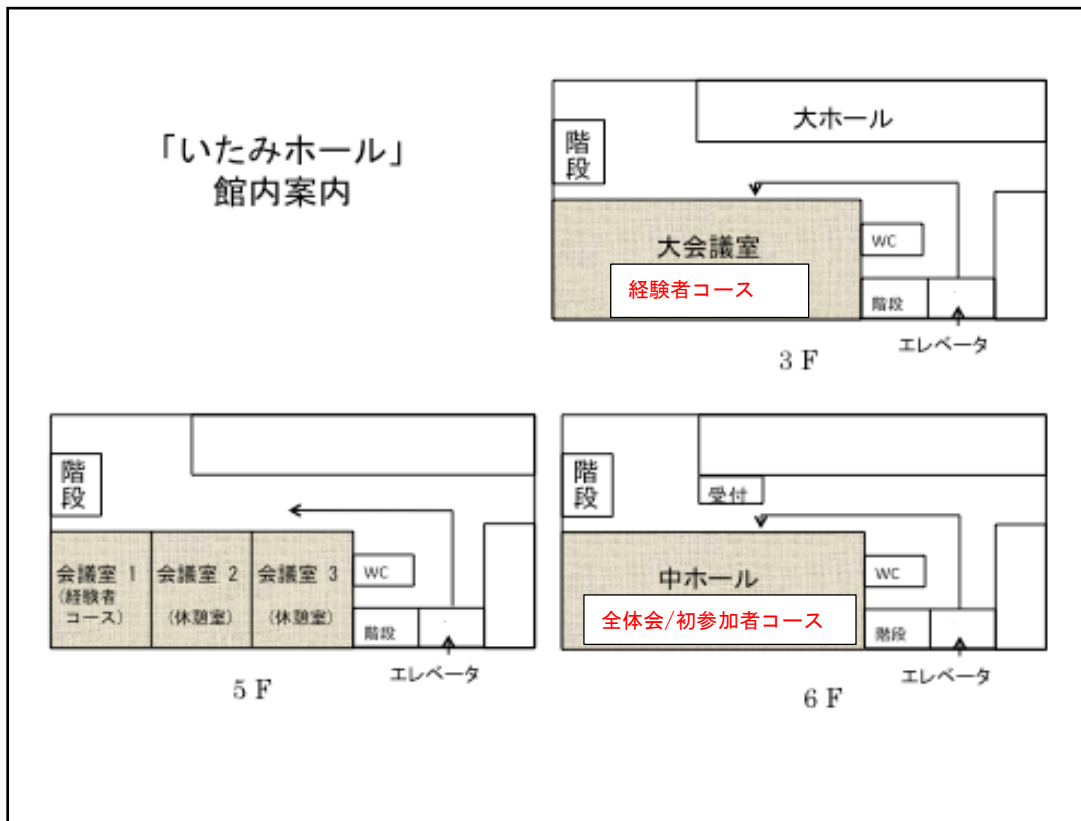 「いたみホール」
館内案内
大ホール
階
段
大会議室
経験者コース
WC
階段
エレベータ
3 F
階
段
会議室 1
(経験者
コース)
会議室 2
(休憩室)
会議室 3
(休憩室)
WC
階段
エレベータ
5 F
階
段
受付
中ホール
全体会/初参加者コース
WC
階段
エレベータ
6 F